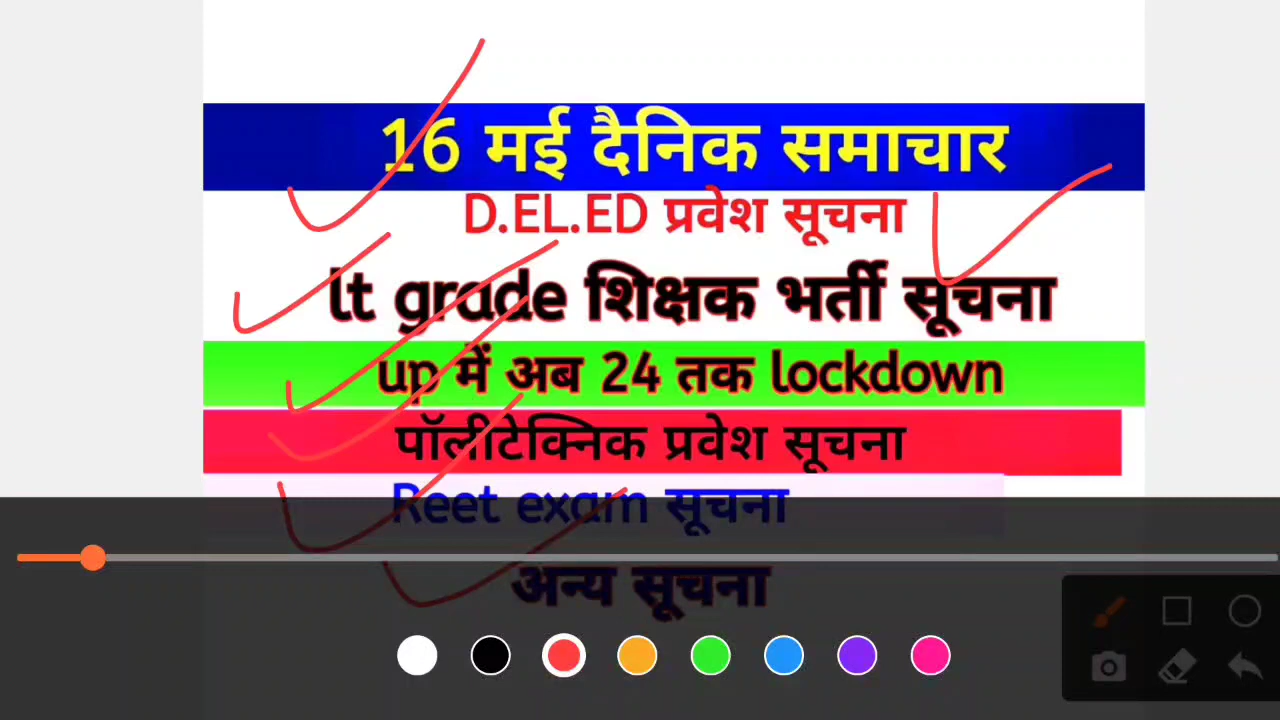 16 मई दैनिक समाचार
D.EL.ED प्रवेश सूचना
lt grade शिक्षक भर्ती सूचना
up में अब 24 तक lockdown
पॉलीटेक्निक प्रवेश सूचना
Reet exam सूचना
अन्य सूचना